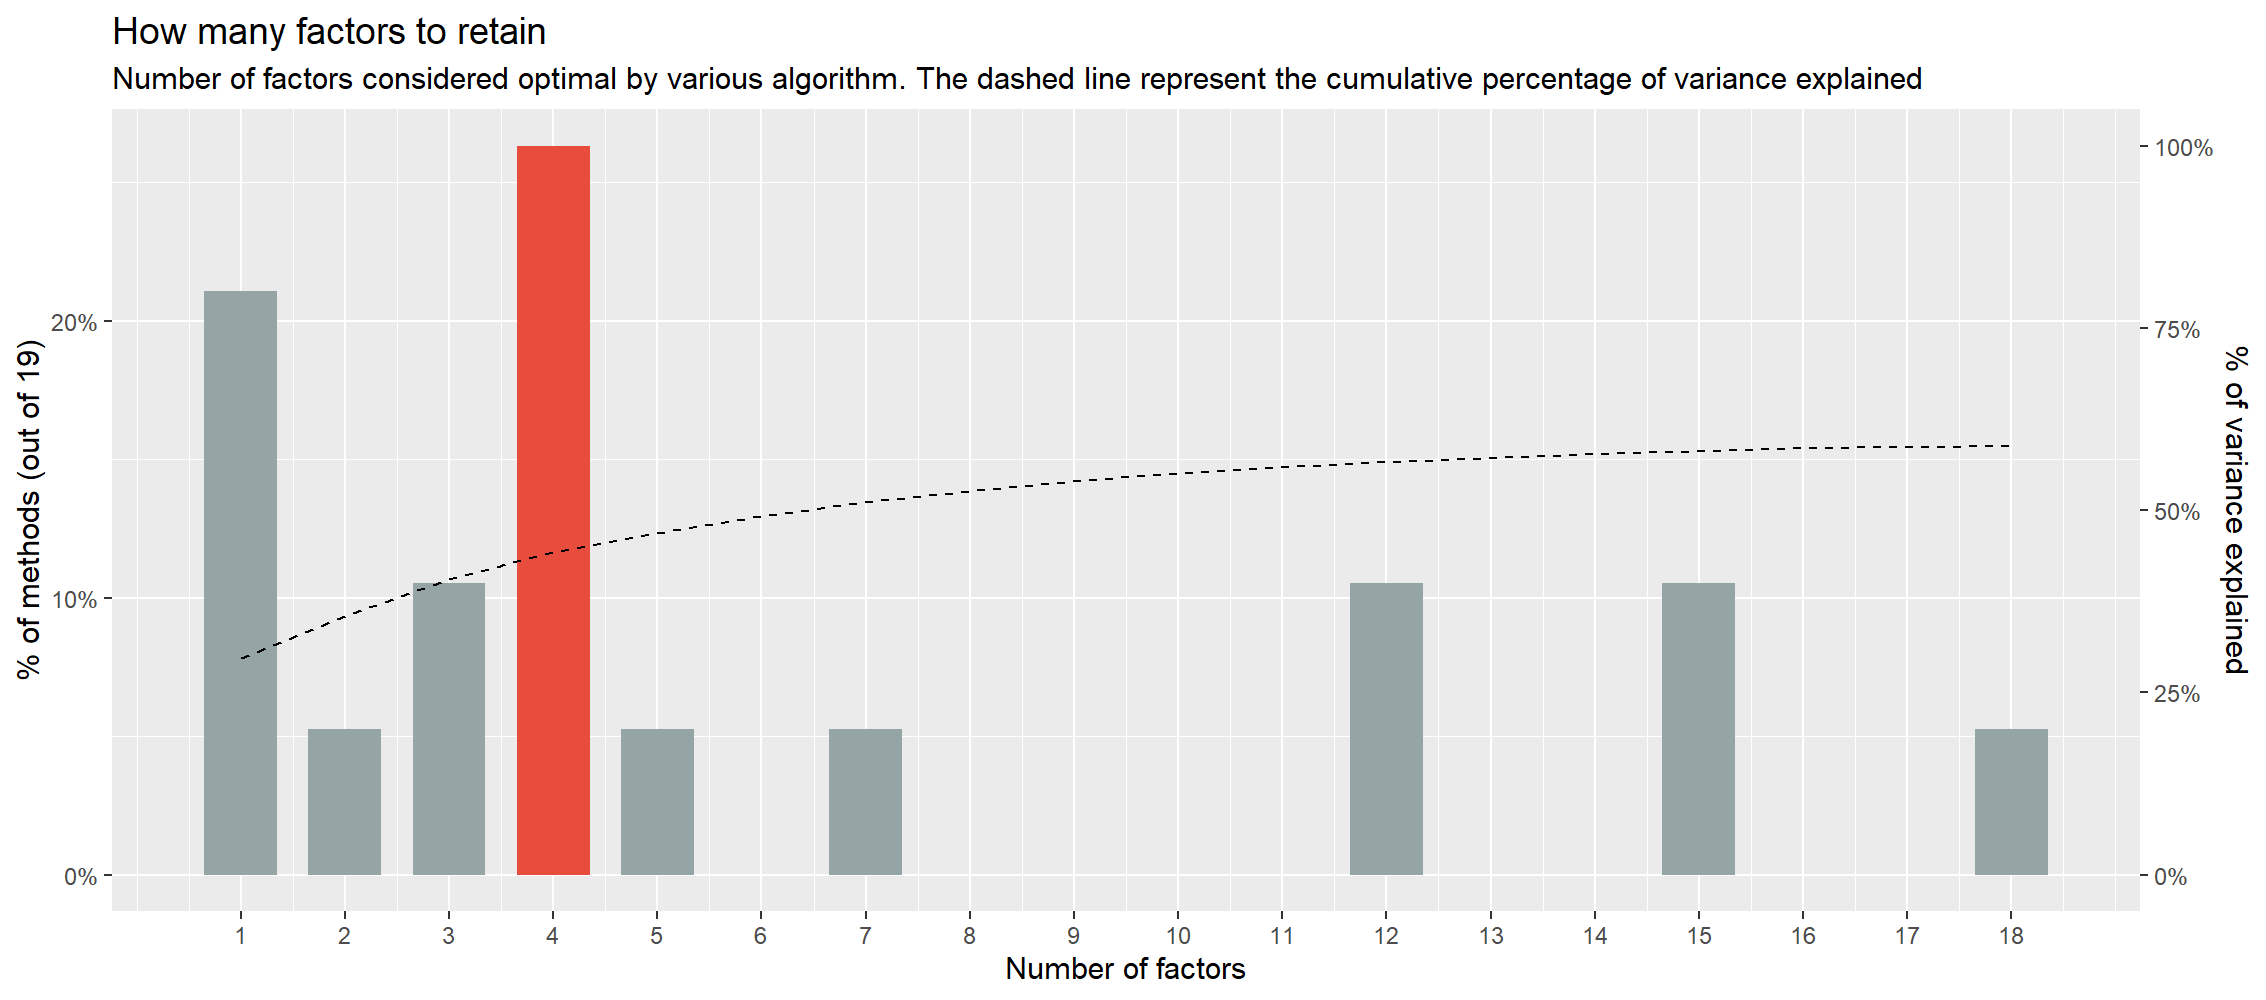 How many factors to retain
Number of factors considered optimal by various algorithm. The dashed line represent the cumulative percentage of variance explained
% of methods (out of 19)
20%
10%
0%
100%
75%
50%
25%
0%
% of variance explained
1 2 3 4 5 6 7 8 9 10 11 12 13 14 15 16 17 18
Number of factors